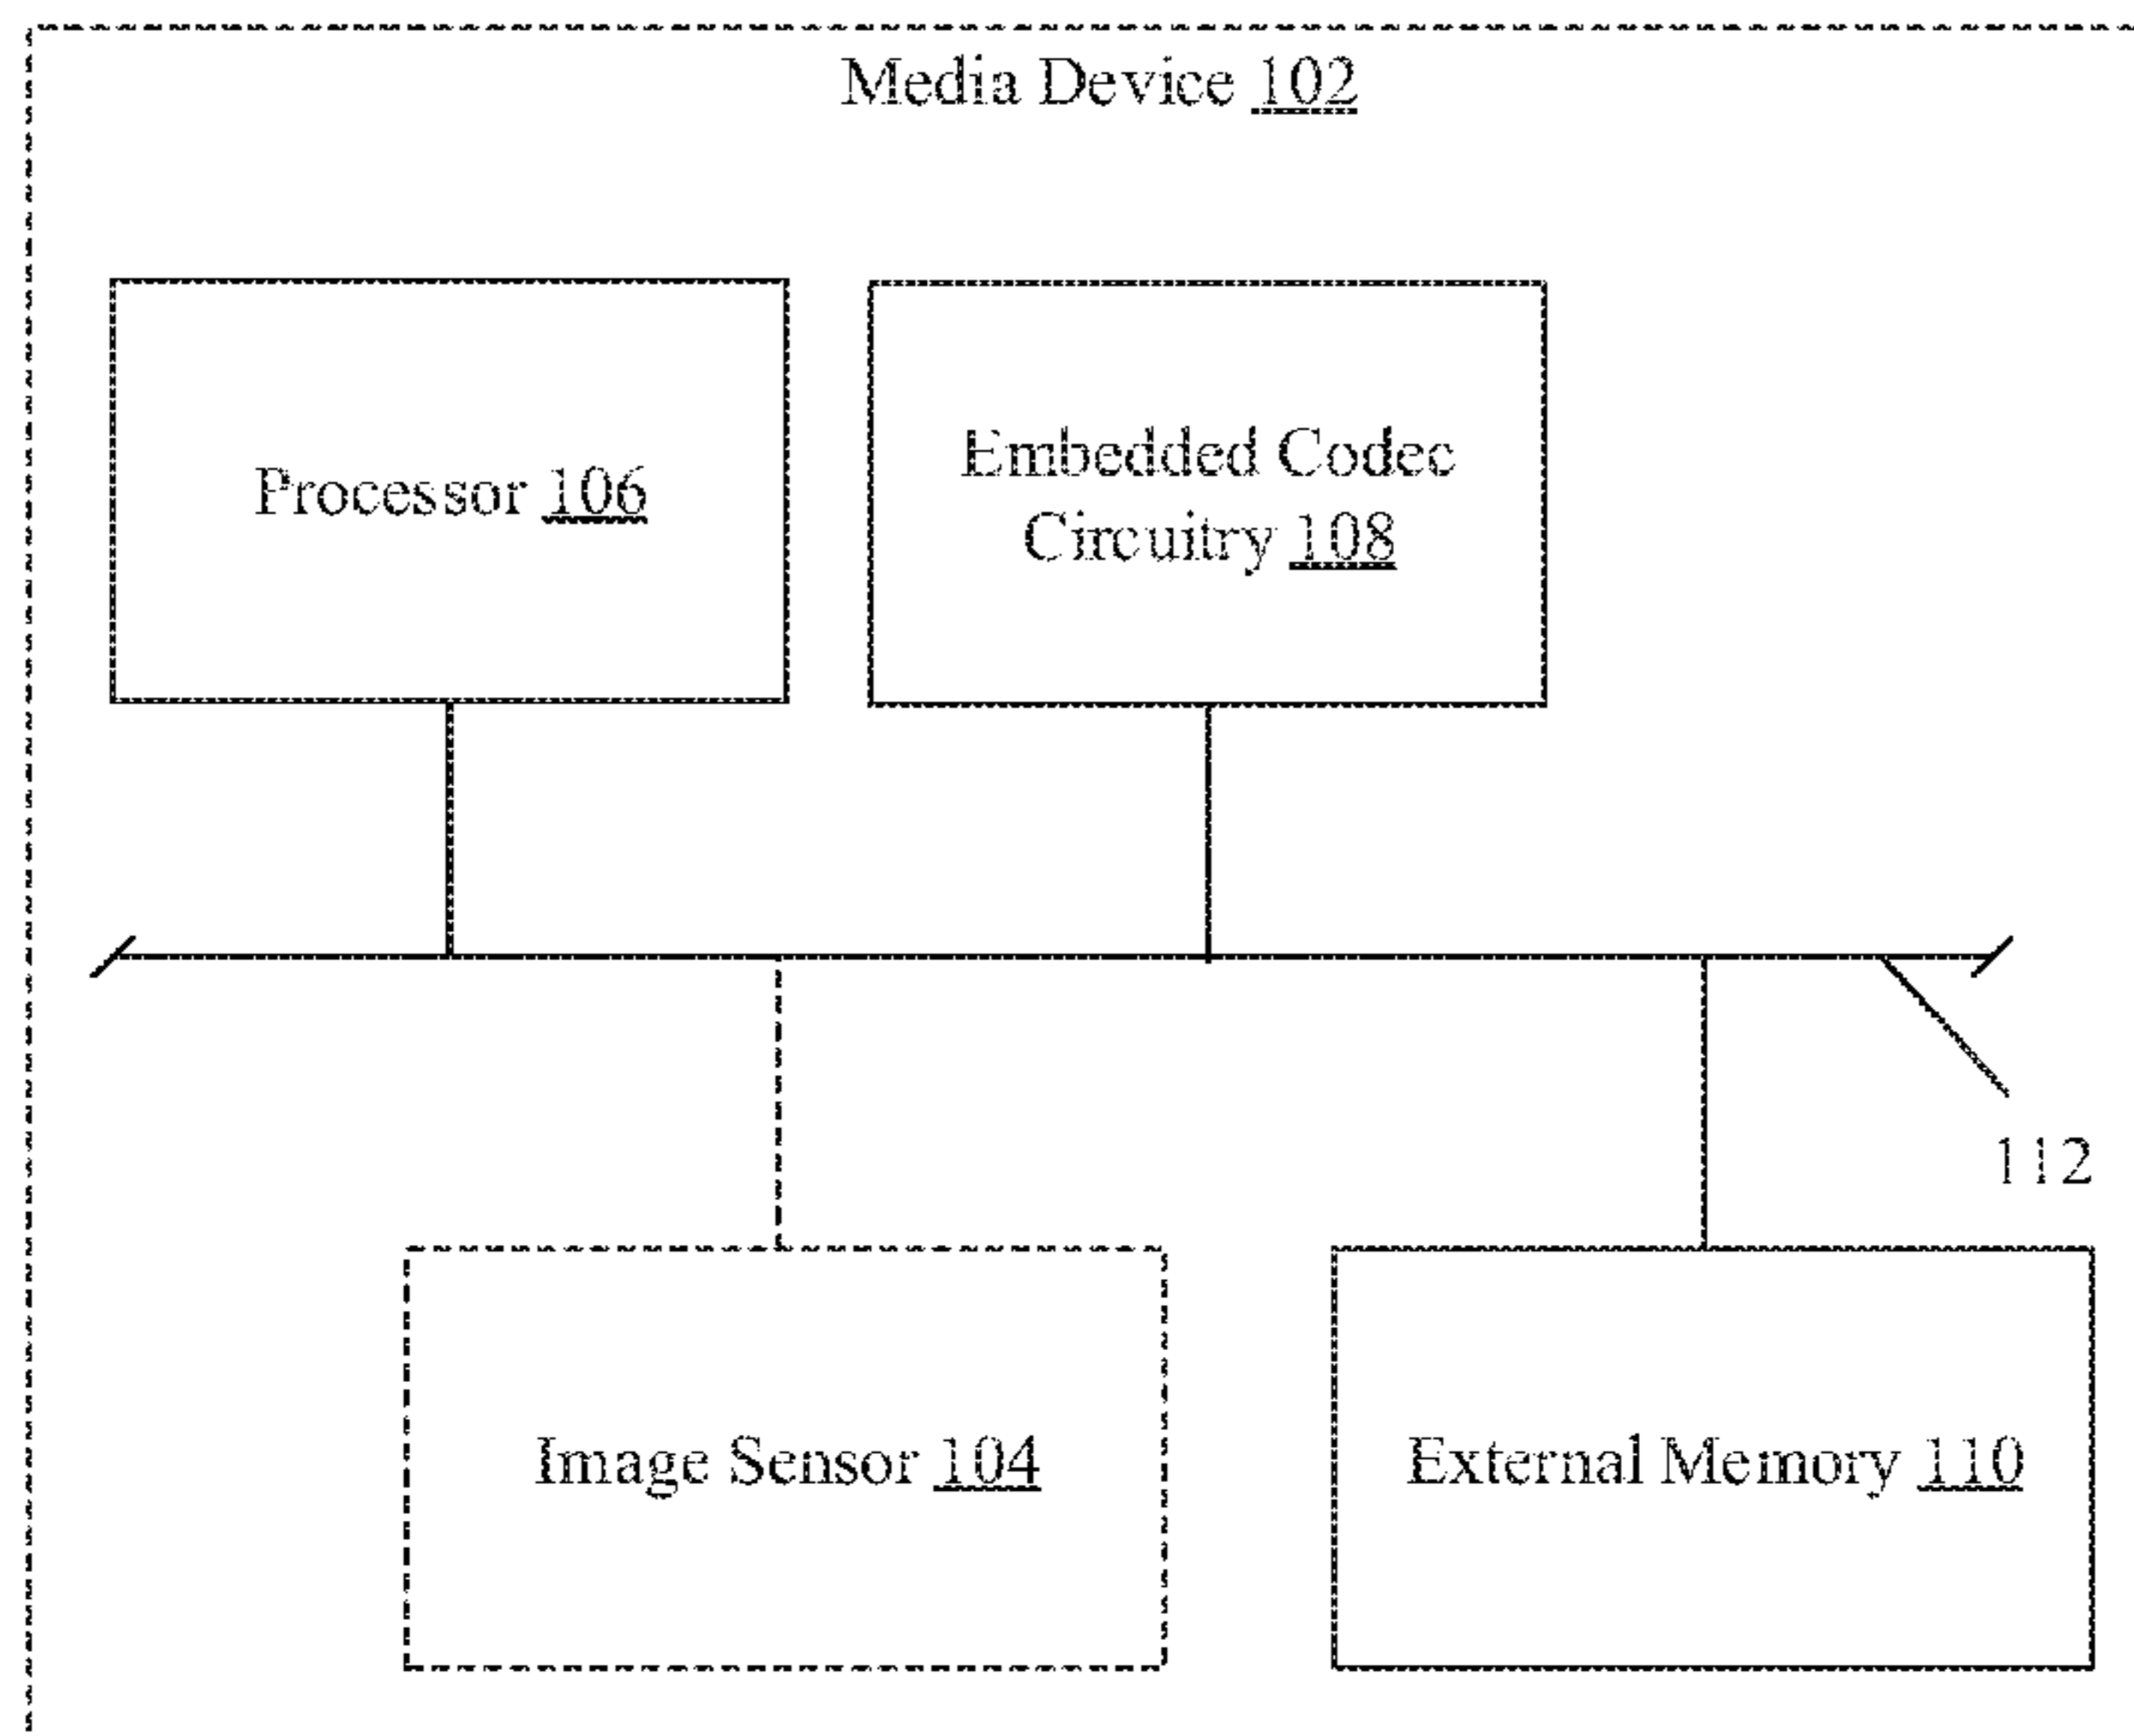 Media Device 102
Processor 106
Embedded Codec
Circuitry 108
112
Image Sensor 104
External Memory 110